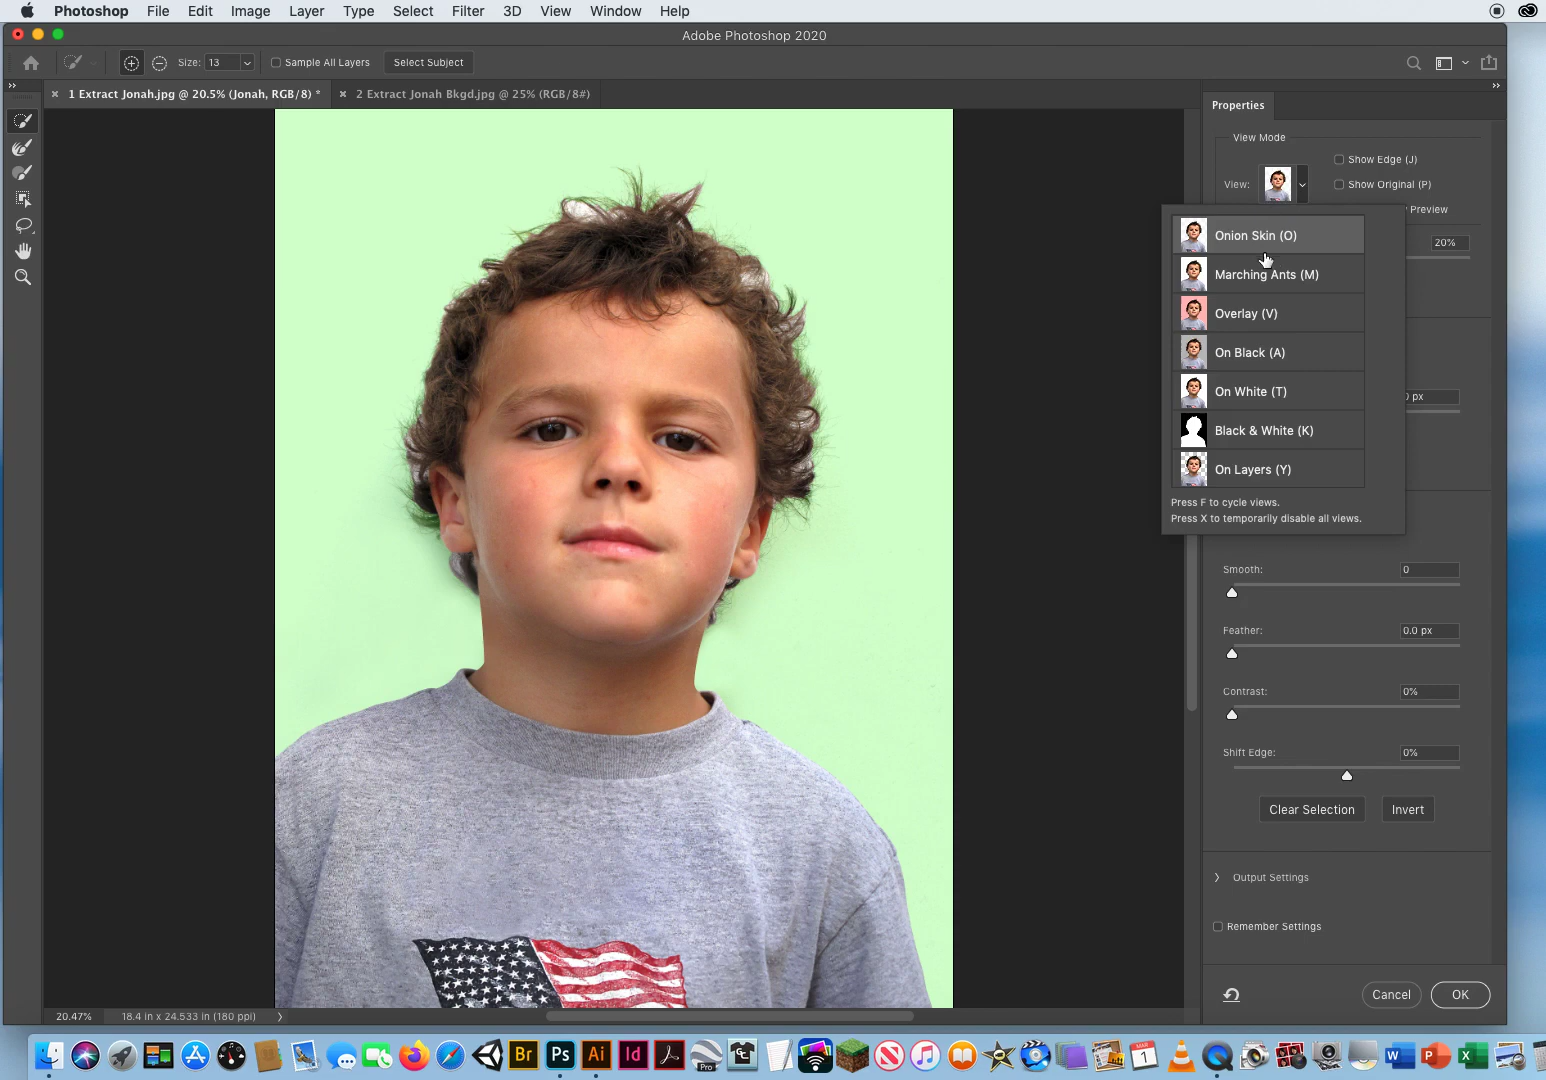 Photoshop File Edit Image Layer Type Select Filter 3D View Window Help
Adobe Photoshop 2020
Size: 13 Sample All Layers Select Subject
1 Extract Jonah.jpg @ 20.5% (Jonah, RGB/8) *
2 Extract Jonah Bkgd.jpg @ 25% (RGB/8#)
Properties
View Mode
Show Edge (J)
View: Show Original (P)
Preview
Onion Skin (O)
20%
Marching Ants (M)
Overlay (V)
On Black (A)
On White (T)
px
Black & White (K)
On Layers (Y)
Press F to cycle views.
Press X to temporarily disable all views.
Smooth: 0
Feather: 0.0 px
Contrast: 0%
Shift Edge: 0%
Clear Selection Invert
Output Settings
Remember Settings
Cancel OK
20.47% 18.4 in x 24.533 in (180 ppi)
Br Ps Ai Id Pro MAR 1 W P X